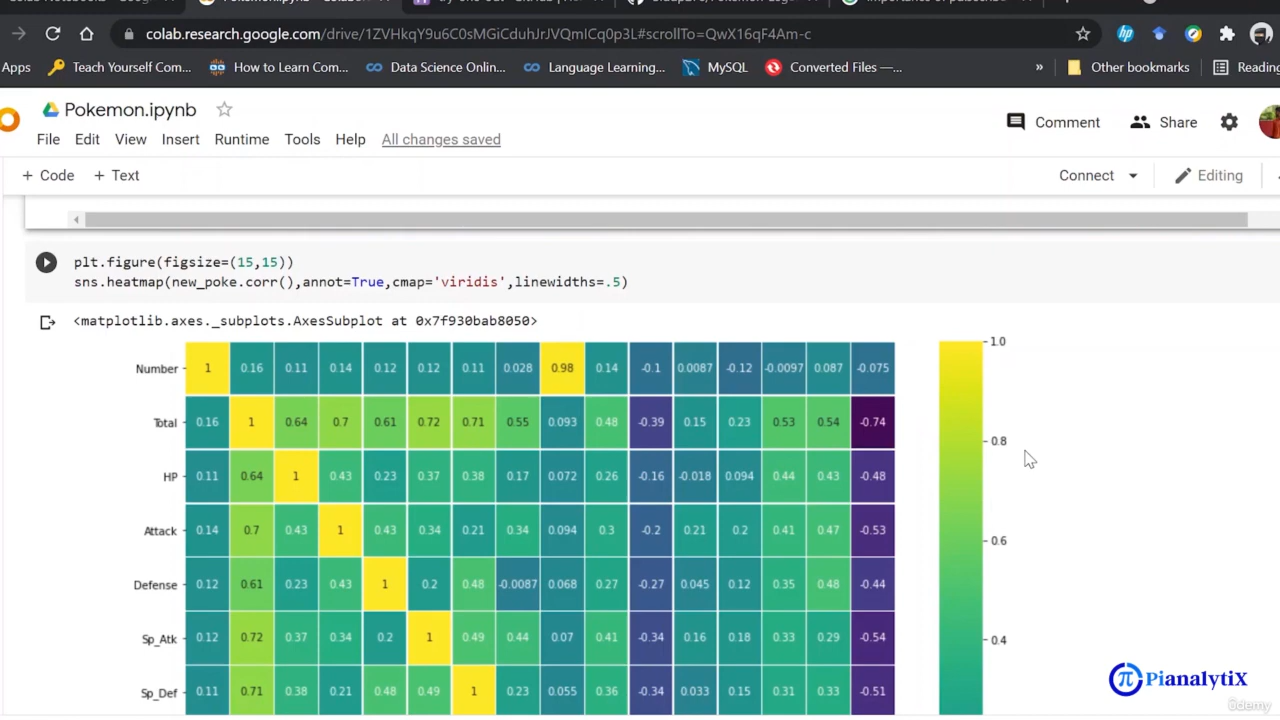 colab.research.google.com/drive/1ZVHkqY9u6C0sMGiCduhJrJVQmlCq0p3L#scrollTo=QwX16qF4Am-c
Apps Teach Yourself Com... How to Learn Com... Data Science Onlin... Language Learning... MySQL Converted Files —... » Other bookmarks Reading
Pokemon.ipynb
File Edit View Insert Runtime Tools Help All changes saved
Comment Share
+ Code + Text
Connect Editing
plt.figure(figsize=(15,15))
sns.heatmap(new_poke.corr(),annot=True,cmap='viridis',linewidths=.5)
<matplotlib.axes._subplots.AxesSubplot at 0x7f930bab8050>
Number 1 0.16 0.11 0.14 0.12 0.12 0.11 0.028 0.98 0.14 -0.1 0.0087 -0.12 -0.0097 0.087 -0.075
Total 0.16 1 0.64 0.7 0.61 0.72 0.71 0.55 0.093 0.48 -0.39 0.15 0.23 0.53 0.54 -0.74
HP 0.11 0.64 1 0.43 0.23 0.37 0.38 0.17 0.072 0.26 -0.16 -0.018 0.094 0.44 0.43 -0.48
Attack 0.14 0.7 0.43 1 0.43 0.34 0.21 0.34 0.094 0.3 -0.2 0.21 0.2 0.41 0.47 -0.53
Defense 0.12 0.61 0.23 0.43 1 0.2 0.48 -0.0087 0.068 0.27 -0.27 0.045 0.12 0.35 0.48 -0.44
Sp_Atk 0.12 0.72 0.37 0.34 0.2 1 0.49 0.44 0.07 0.41 -0.34 0.16 0.18 0.33 0.29 -0.54
Sp_Def 0.11 0.71 0.38 0.21 0.48 0.49 1 0.23 0.055 0.36 -0.34 0.033 0.15 0.31 0.33 -0.51
1.0
0.8
0.6
0.4
π PianalytiX
ûdemy